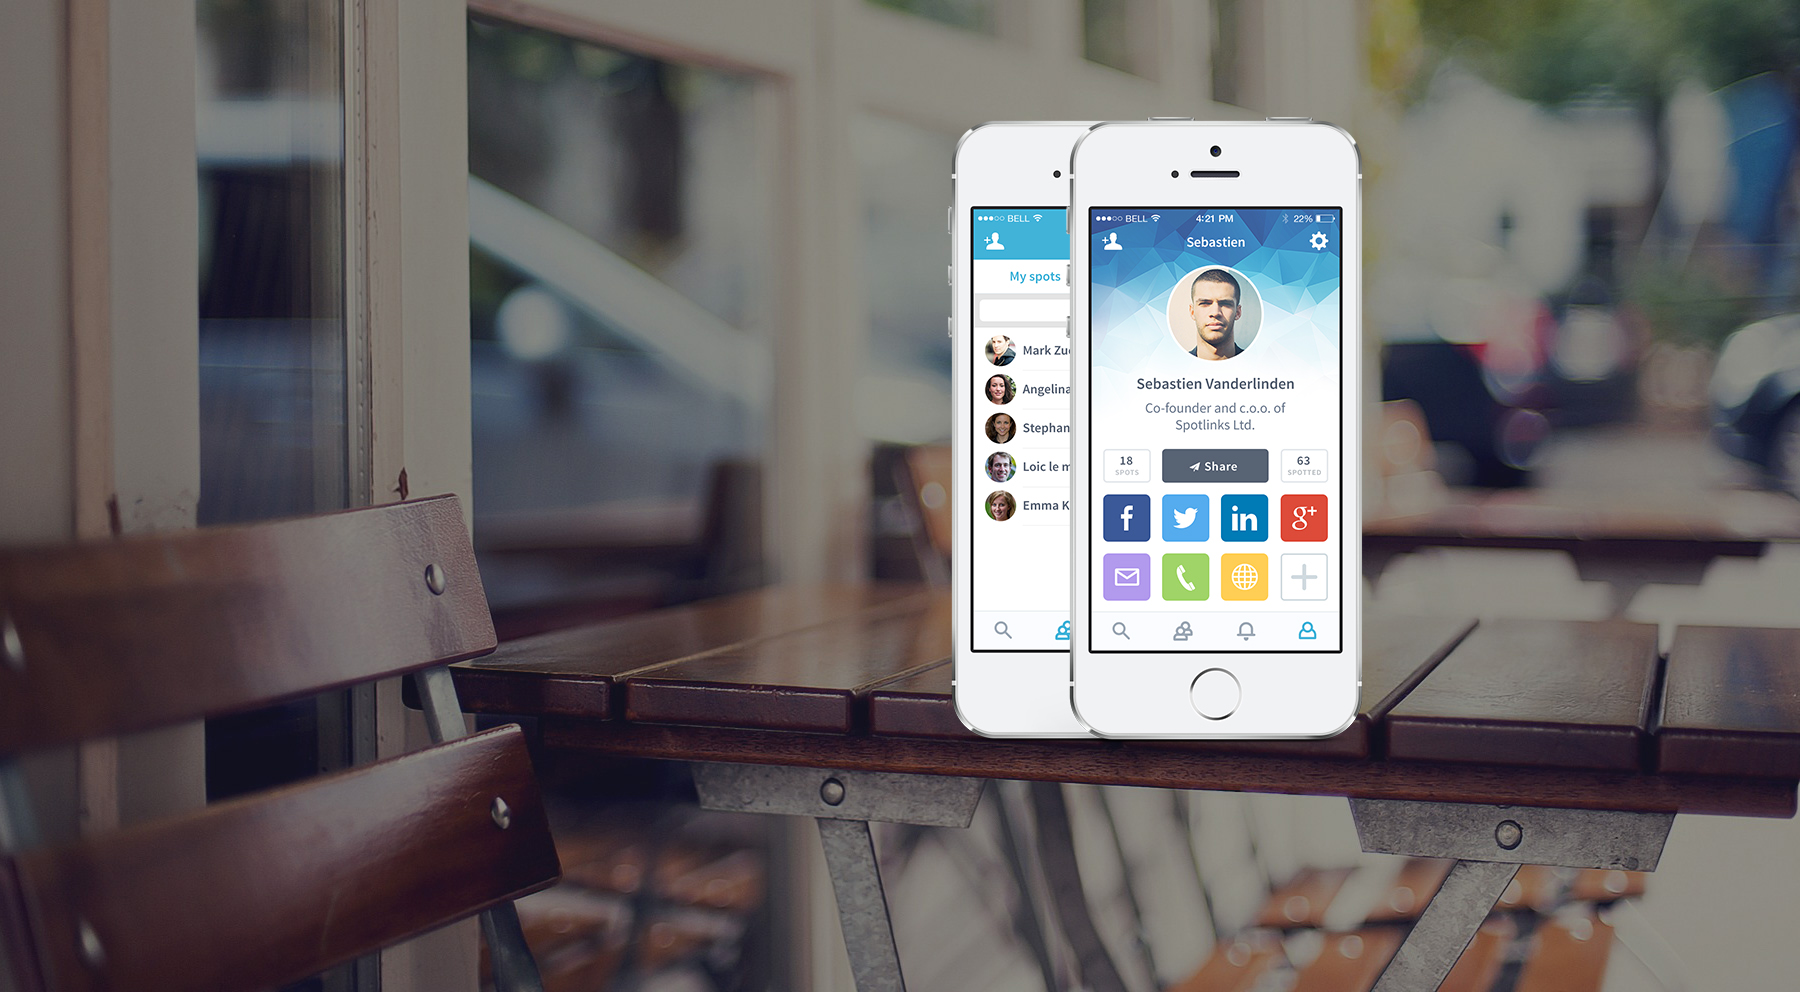 BELL
My spots
Mark Zu
Angelina
Stephan
Loic le m
Emma K
BELL 4:21 PM 22%
Sebastien
Sebastien Vanderlinden
Co-founder and c.o.o. of
Spotlinks Ltd.
18
SPOTS
Share
63
SPOTTED
f
in
g+